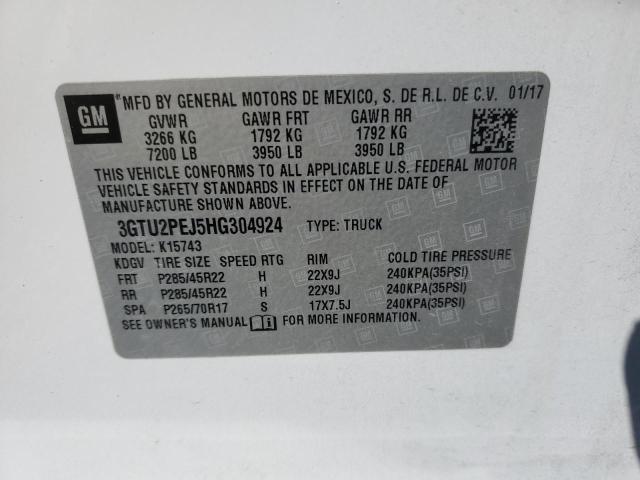 GM MFD BY GENERAL MOTORS DE MEXICO, S. DE R.L. DE C.V. 01/17
GVWR GAWR FRT GAWR RR
3266 KG 1792 KG 1792 KG
7200 LB 3950 LB 3950 LB
THIS VEHICLE CONFORMS TO ALL APPLICABLE U.S. FEDERAL MOTOR
VEHICLE SAFETY STANDARDS IN EFFECT ON THE DATE OF
MANUFACTURE SHOWN ABOVE.
3GTU2PEJ5HG304924 TYPE: TRUCK
MODEL: K15743
KDGV TIRE SIZE SPEED RTG RIM COLD TIRE PRESSURE
FRT P285/45R22 H 22X9J 240KPA(35PSI)
RR P285/45R22 H 22X9J 240KPA(35PSI)
SPA P265/70R17 S 17X7.5J 240KPA(35PSI)
SEE OWNER'S MANUAL FOR MORE INFORMATION.